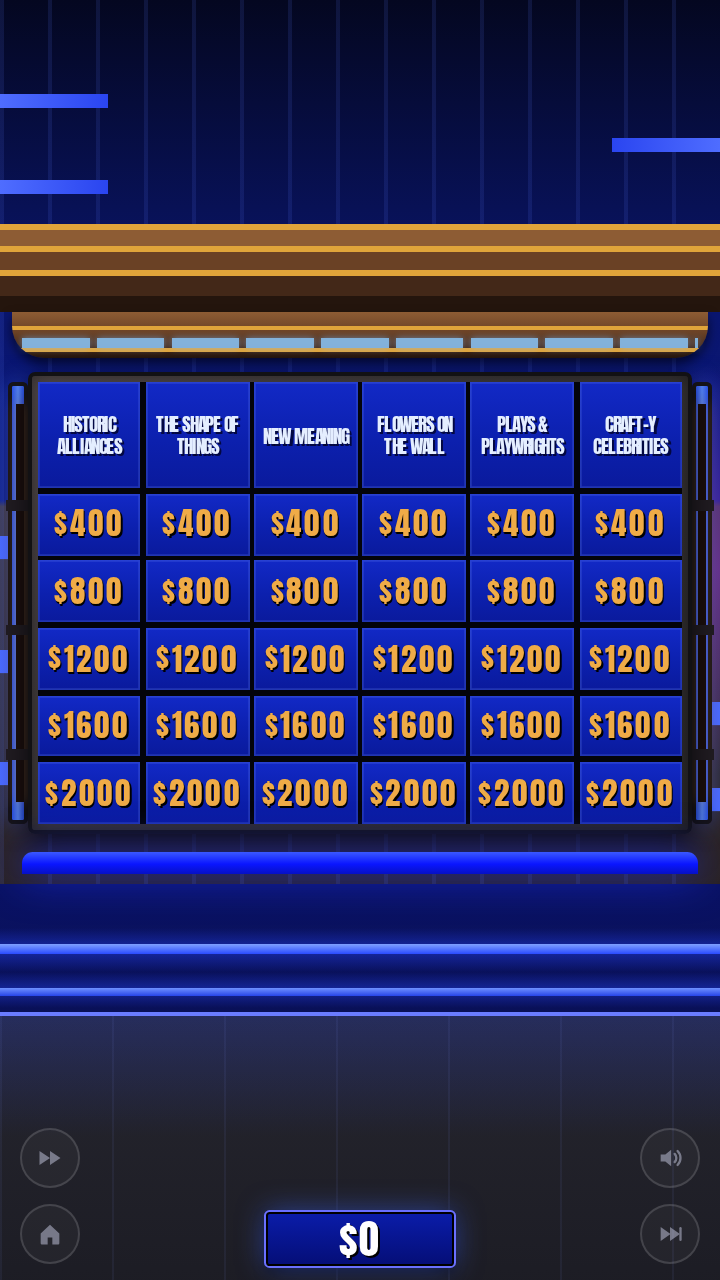 HISTORIC
ALLIANCES
THE SHAPE OF
THINGS
NEW MEANING
FLOWERS ON
THE WALL
PLAYS &
PLAYWRIGHTS
CRAFT-Y
CELEBRITIES
$400 $400 $400 $400 $400 $400
$800 $800 $800 $800 $800 $800
$1200 $1200 $1200 $1200 $1200 $1200
$1600 $1600 $1600 $1600 $1600 $1600
$2000 $2000 $2000 $2000 $2000 $2000
$0